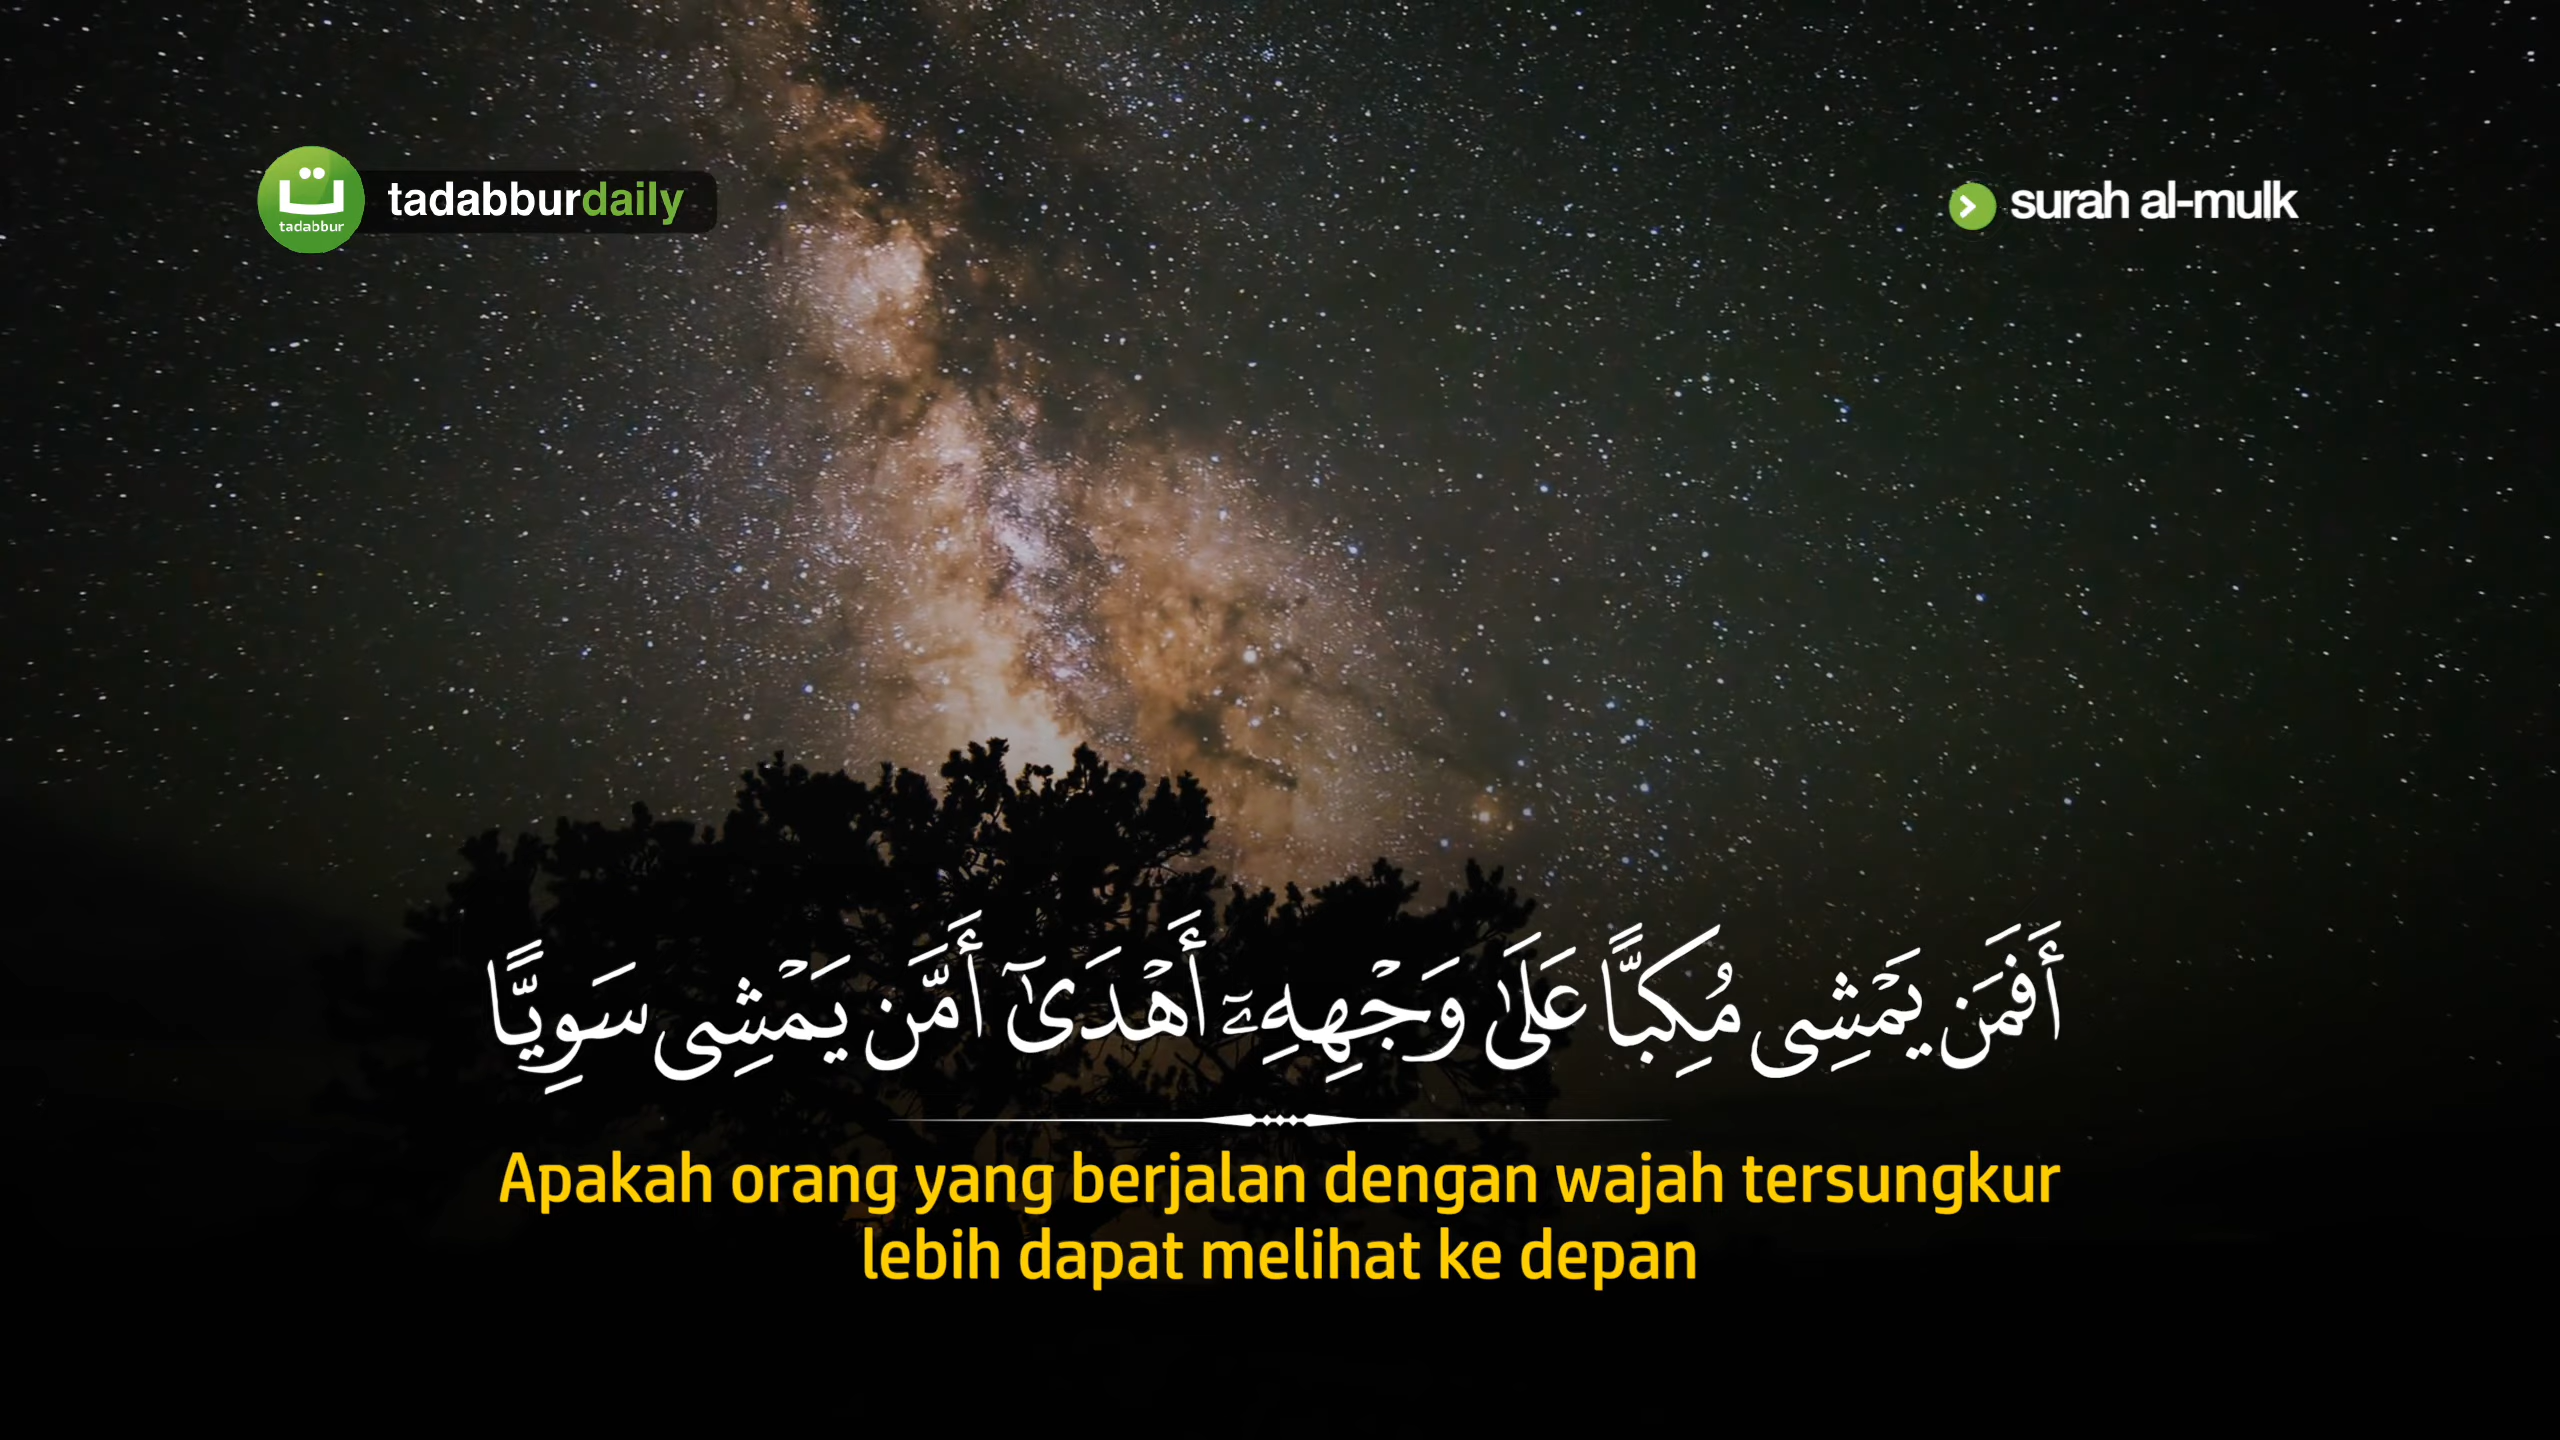 ت
tadabbur
tadabburdaily
surah al-mulk
أَفَمَن يَمْشِى مُكِبًّا عَلَىٰ وَجْهِهِۦٓ أَهْدَىٰٓ أَمَّن يَمْشِى سَوِيًّا
Apakah orang yang berjalan dengan wajah tersungkur
lebih dapat melihat ke depan